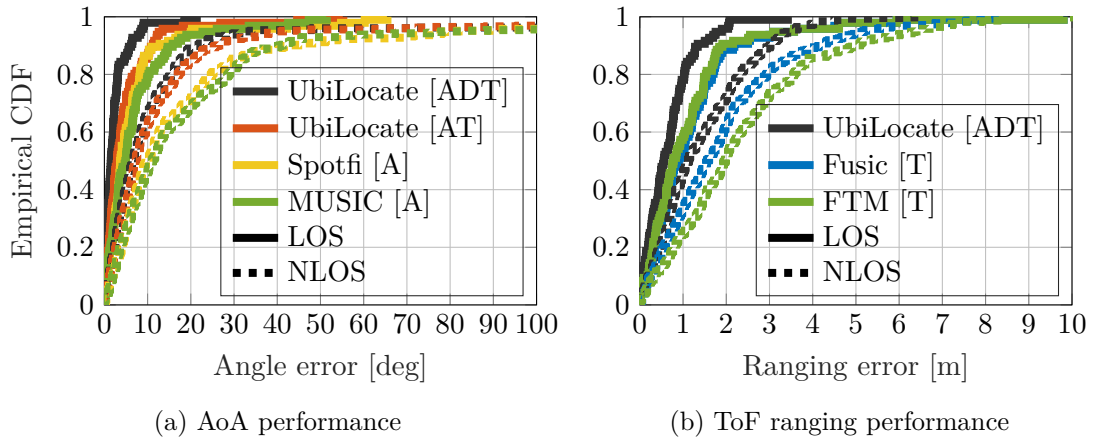 Empirical CDF
1
0.8
0.6
0.4
0.2
0
UbiLocate [ADT]
UbiLocate [AT]
Spotfi [A]
MUSIC [A]
LOS
NLOS
0 10 20 30 40 50 60 70 80 90 100
Angle error [deg]
(a) AoA performance
1
0.8
0.6
0.4
0.2
0
UbiLocate [ADT]
Fusic [T]
FTM [T]
LOS
NLOS
0 1 2 3 4 5 6 7 8 9 10
Ranging error [m]
(b) ToF ranging performance